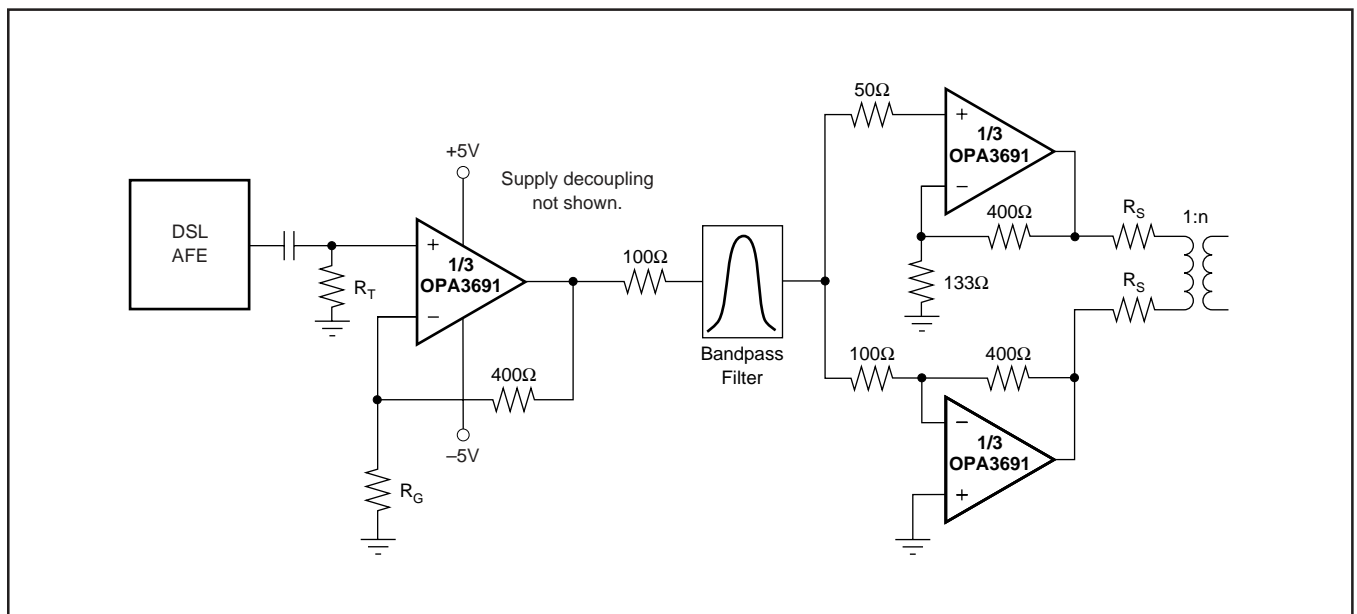 DSL
AFE
R_T
+5V
Supply decoupling
not shown.
+
1/3
OPA3691
–
400Ω
–5V
R_G
100Ω
Bandpass
Filter
50Ω
+
1/3
OPA3691
–
400Ω
133Ω
R_S
1:n
R_S
100Ω
400Ω
–
1/3
OPA3691
+